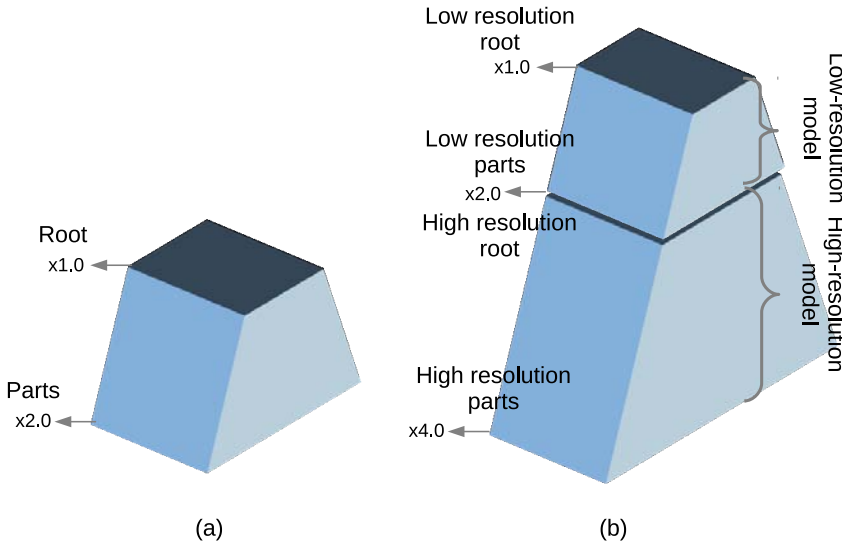 Root
x1.0
Parts
x2.0
(a)
Low resolution
root
x1.0
Low resolution
parts
x2.0
High resolution
root
High resolution
parts
x4.0
Low-resolution
model
High-resolution
model
(b)